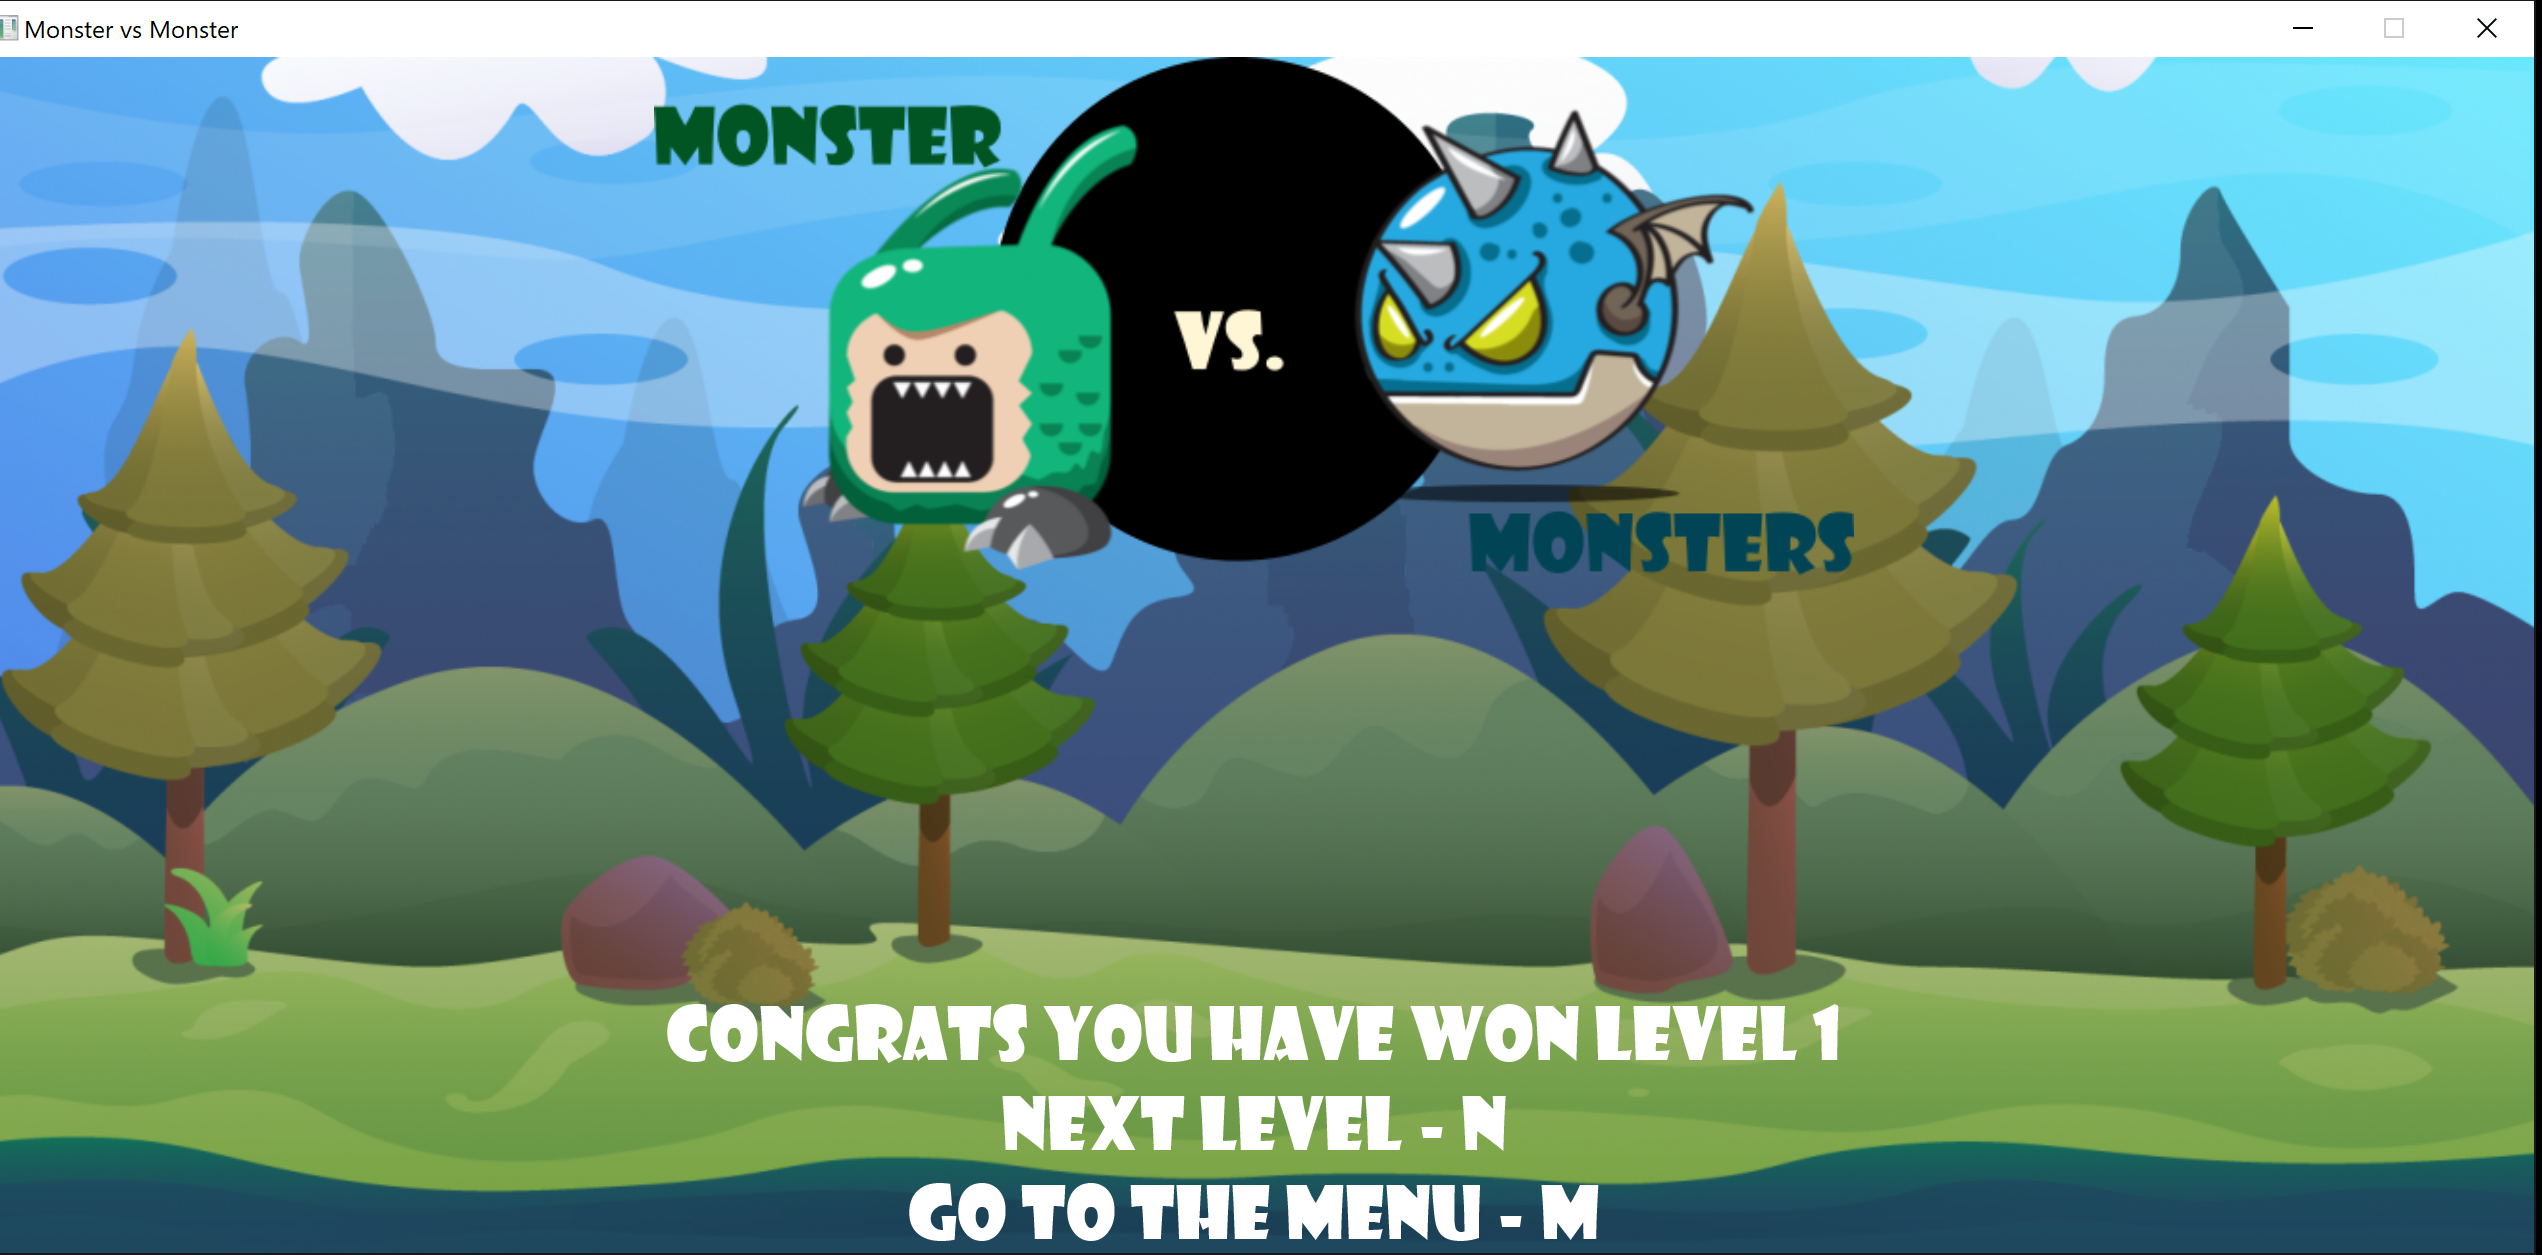 Monster vs Monster
MONSTER
VS.
MONSTERS
CONGRATS YOU HAVE WON LEVEL 1
NEXT LEVEL - N
GO TO THE MENU - M